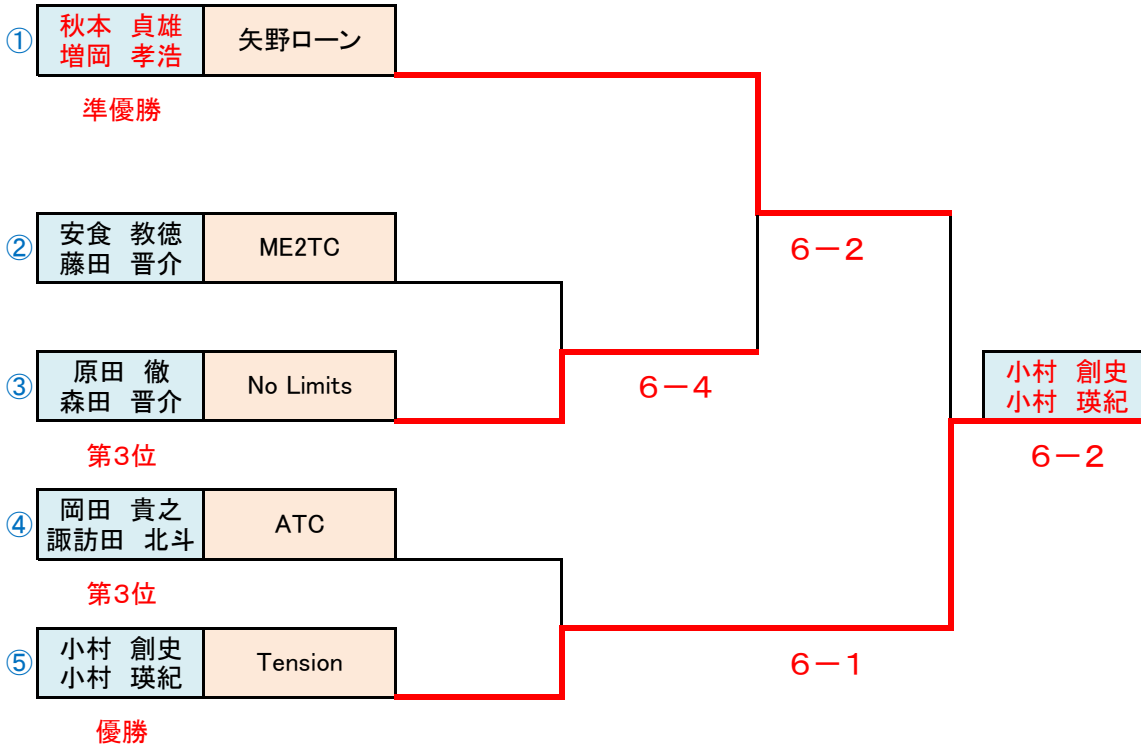 ① 秋本 貞雄 矢野ローン
増岡 孝浩
準優勝
② 安食 教徳 ME2TC
藤田 晋介
6－2
③ 原田 徹 No Limits
森田 晋介
6－4
小村 創史
小村 瑛紀
第3位
6－2
④ 岡田 貴之 ATC
諏訪田 北斗
第3位
⑤ 小村 創史 Tension
小村 瑛紀
6－1
優勝